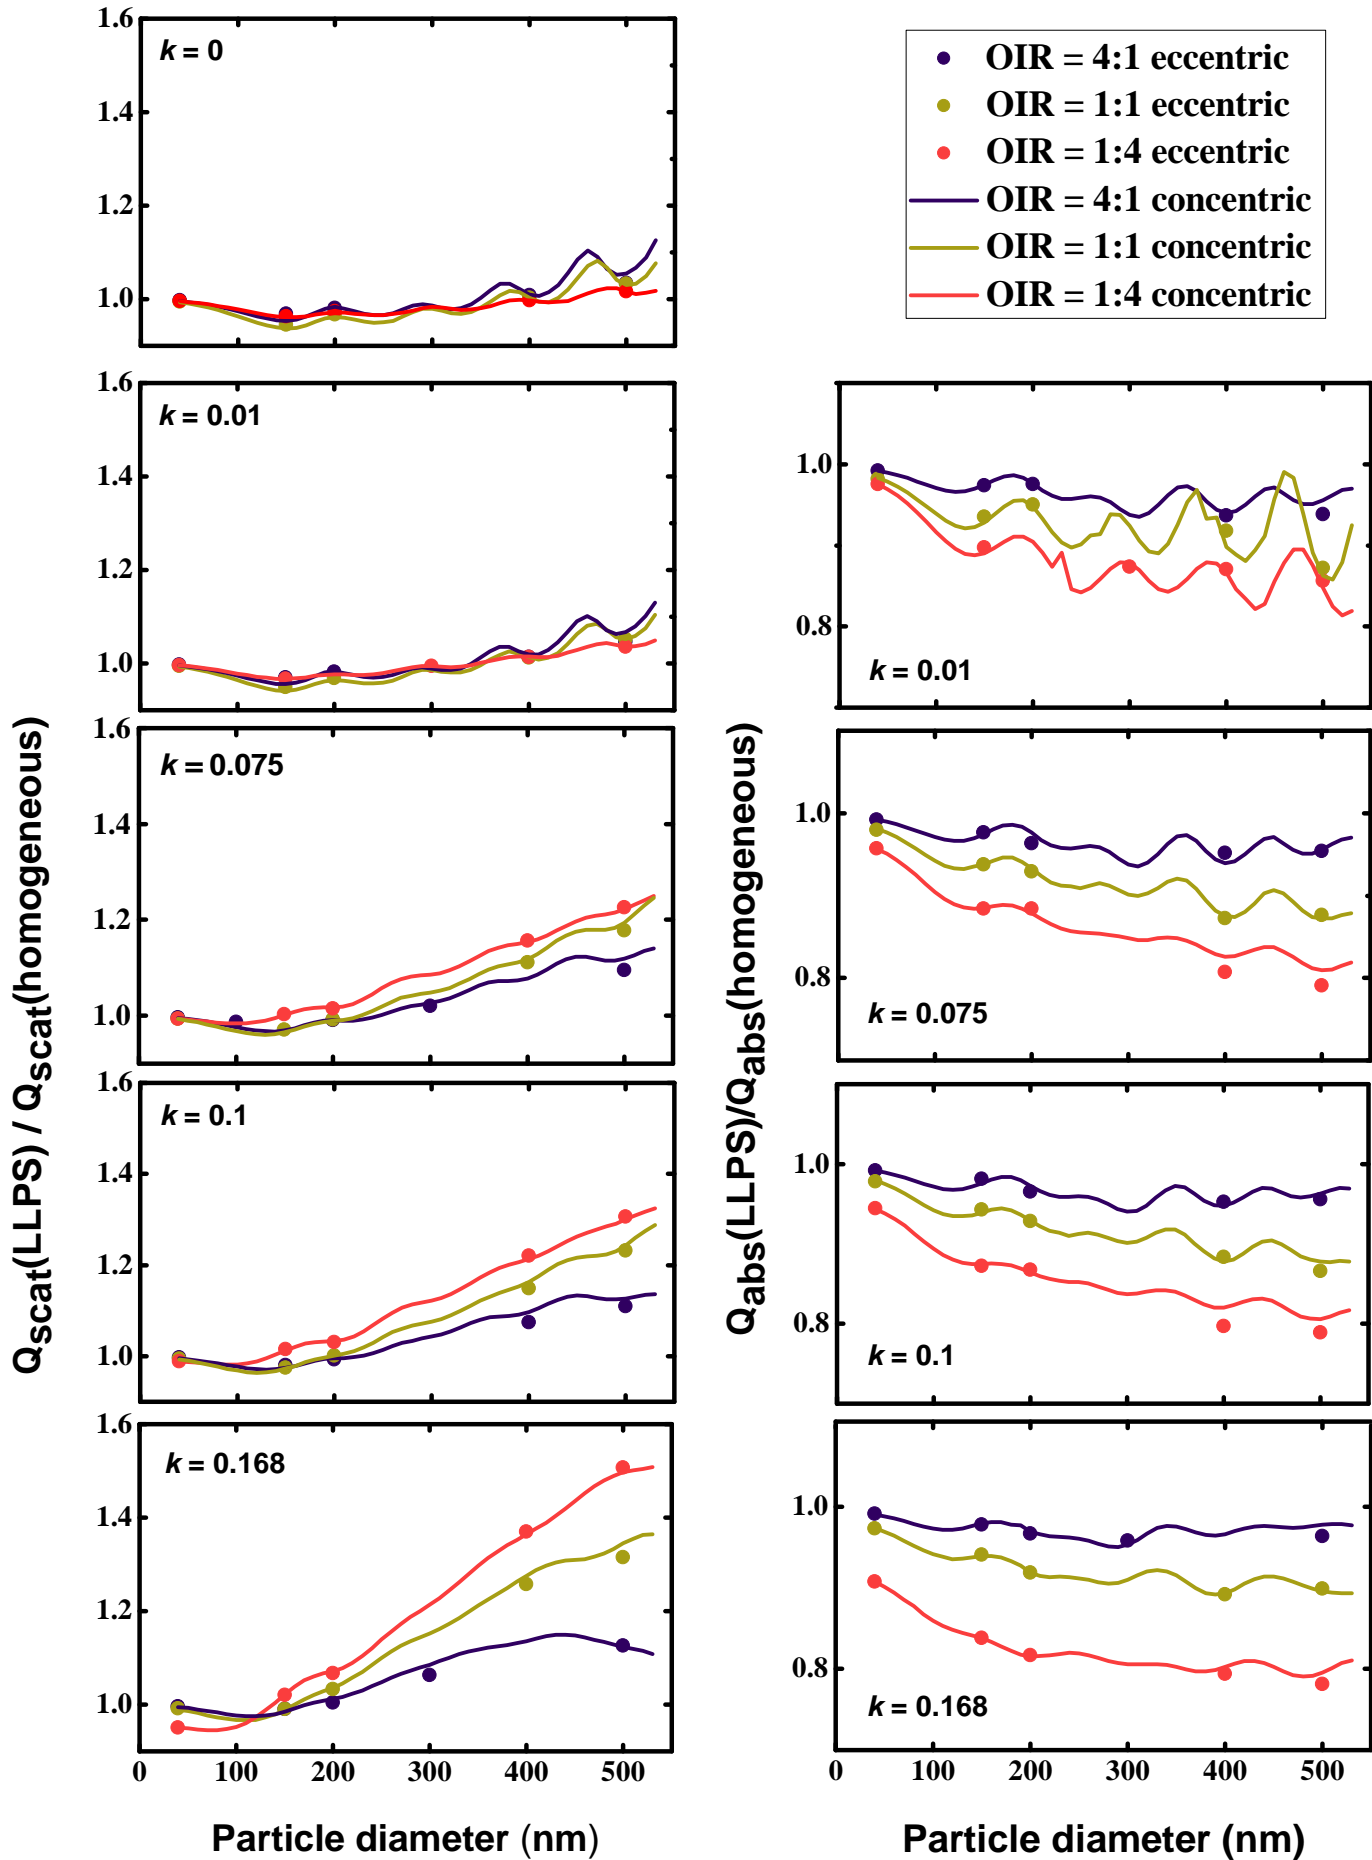 1.6
k = 0
1.4
1.2
1.0
OIR = 4:1 eccentric
OIR = 1:1 eccentric
OIR = 1:4 eccentric
OIR = 4:1 concentric
OIR = 1:1 concentric
OIR = 1:4 concentric
1.6
k = 0.01
1.4
1.2
1.0
1.0
0.8
k = 0.01
1.6
k = 0.075
1.4
1.2
1.0
1.0
0.8
k = 0.075
1.6
k = 0.1
1.4
1.2
1.0
1.0
0.8
k = 0.1
1.6
k = 0.168
1.4
1.2
1.0
1.0
0.8
k = 0.168
Qscat(LLPS) / Qscat(homogeneous)
Qabs(LLPS)/Qabs(homogeneous)
0 100 200 300 400 500
0 100 200 300 400 500
Particle diameter (nm)
Particle diameter (nm)